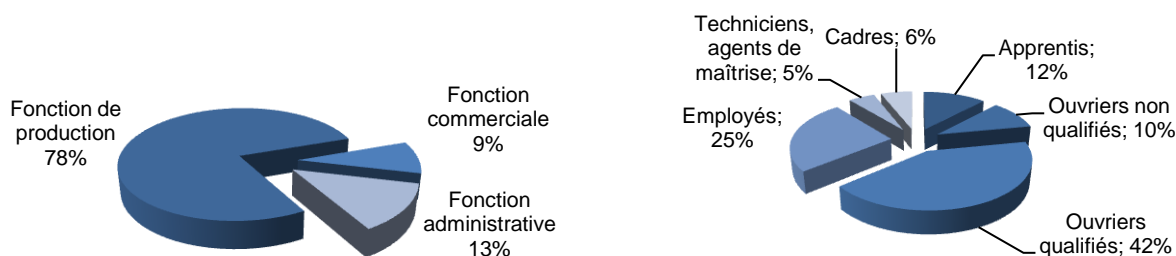 Fonction de
production
78%
Fonction
commerciale
9%
Fonction
administrative
13%
Techniciens,
agents de
maîtrise; 5%
Cadres; 6%
Apprentis;
12%
Ouvriers non
qualifiés; 10%
Employés;
25%
Ouvriers
qualifiés; 42%